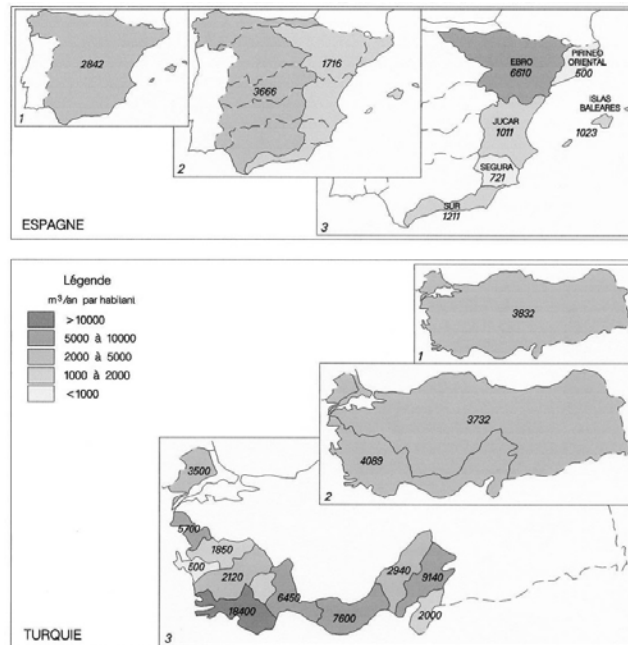 2842
1
1716
3666
2
EBRO
6610
PIRINEO
ORIENTAL
500
ISLAS
BALEARES
1023
JUCAR
1011
SEGURA
721
SUR
1211
3
ESPAGNE
Légende
m³/an par habitant
>10000
5000 à 10000
2000 à 5000
1000 à 2000
<1000
3832
1
3732
4089
2
3500
5700
1850
500
2120
18400
6450
7600
2940
9140
2000
3
TURQUIE